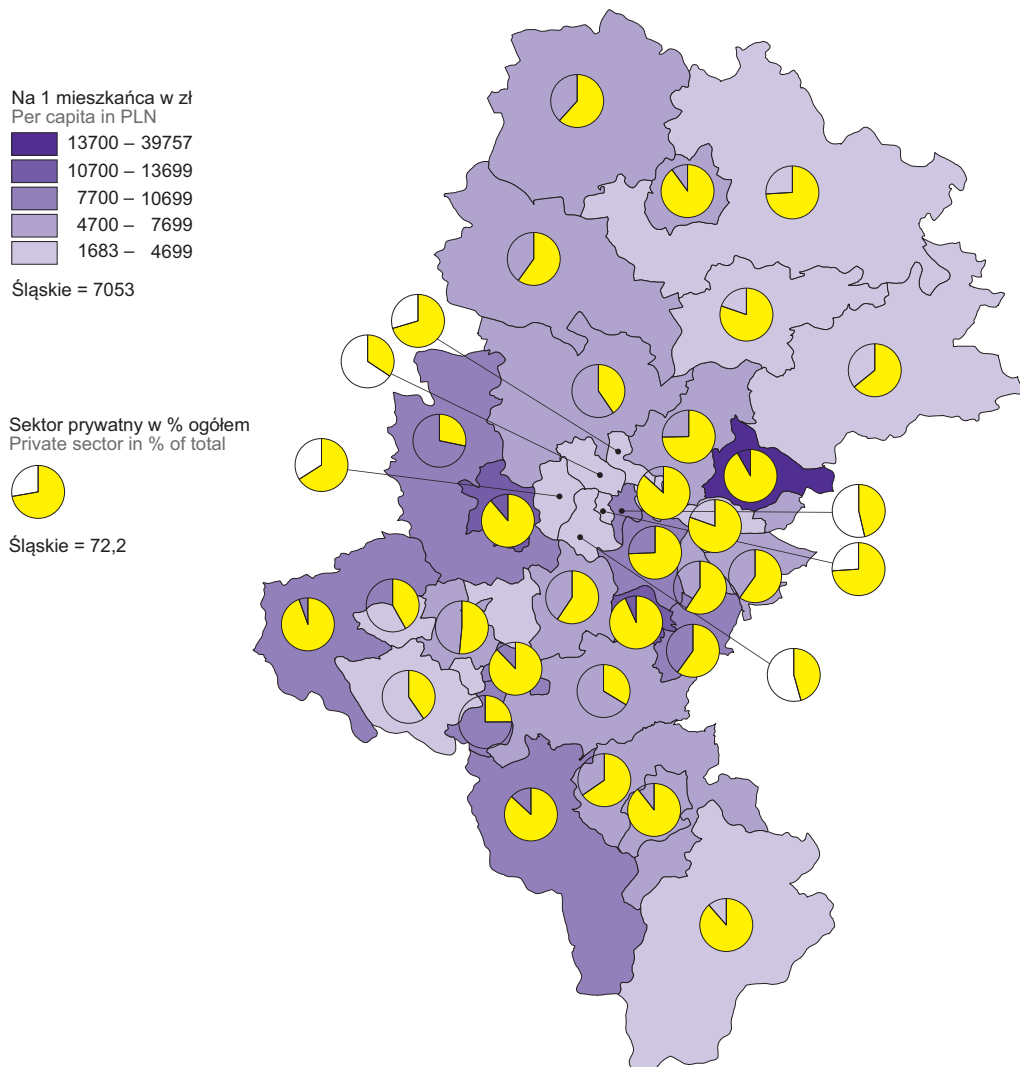 Na 1 mieszkańca w zł
Per capita in PLN
13700 – 39757
10700 – 13699
7700 – 10699
4700 – 7699
1683 – 4699
Śląskie = 7053
Sektor prywatny w % ogółem
Private sector in % of total
Śląskie = 72,2